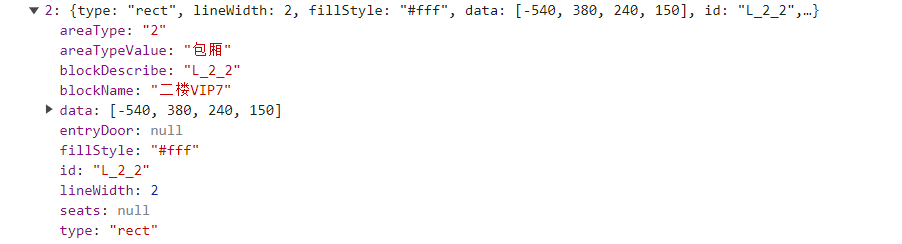 2: {type: "rect", lineWidth: 2, fillStyle: "#fff", data: [-540, 380, 240, 150], id: "L_2_2",…}
areaType: "2"
areaTypeValue: "包厢"
blockDescribe: "L_2_2"
blockName: "二楼VIP7"
data: [-540, 380, 240, 150]
entryDoor: null
fillStyle: "#fff"
id: "L_2_2"
lineWidth: 2
seats: null
type: "rect"